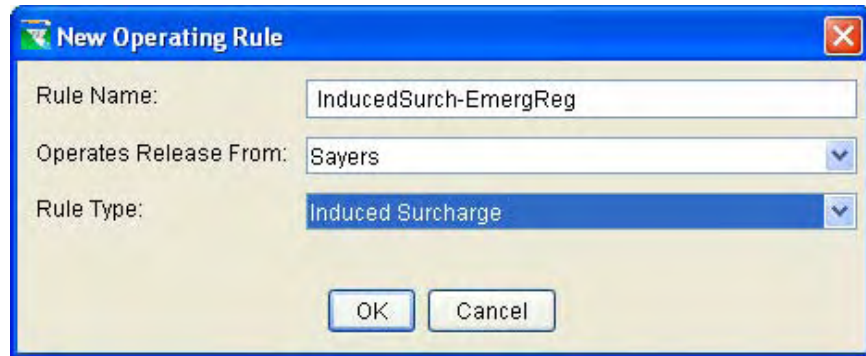 New Operating Rule
Rule Name: InducedSurch-EmergReg
Operates Release From: Sayers
Rule Type: Induced Surcharge
OK Cancel